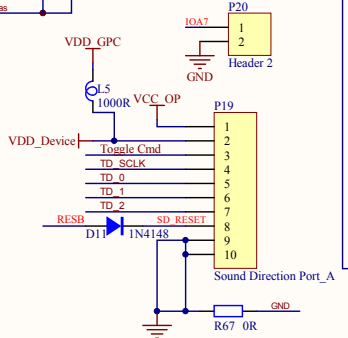 as
P20
IOA7
1
2
GND
Header 2
VDD_GPC
L5
1000R
VCC_OP
P19
VDD_Device
1
2
Toggle Cmd
3
TD_SCLK
4
TD_0
5
TD_1
6
TD_2
7
RESB
SD_RESET
8
D11
1N4148
9
10
Sound Direction Port_A
GND
R67 0R